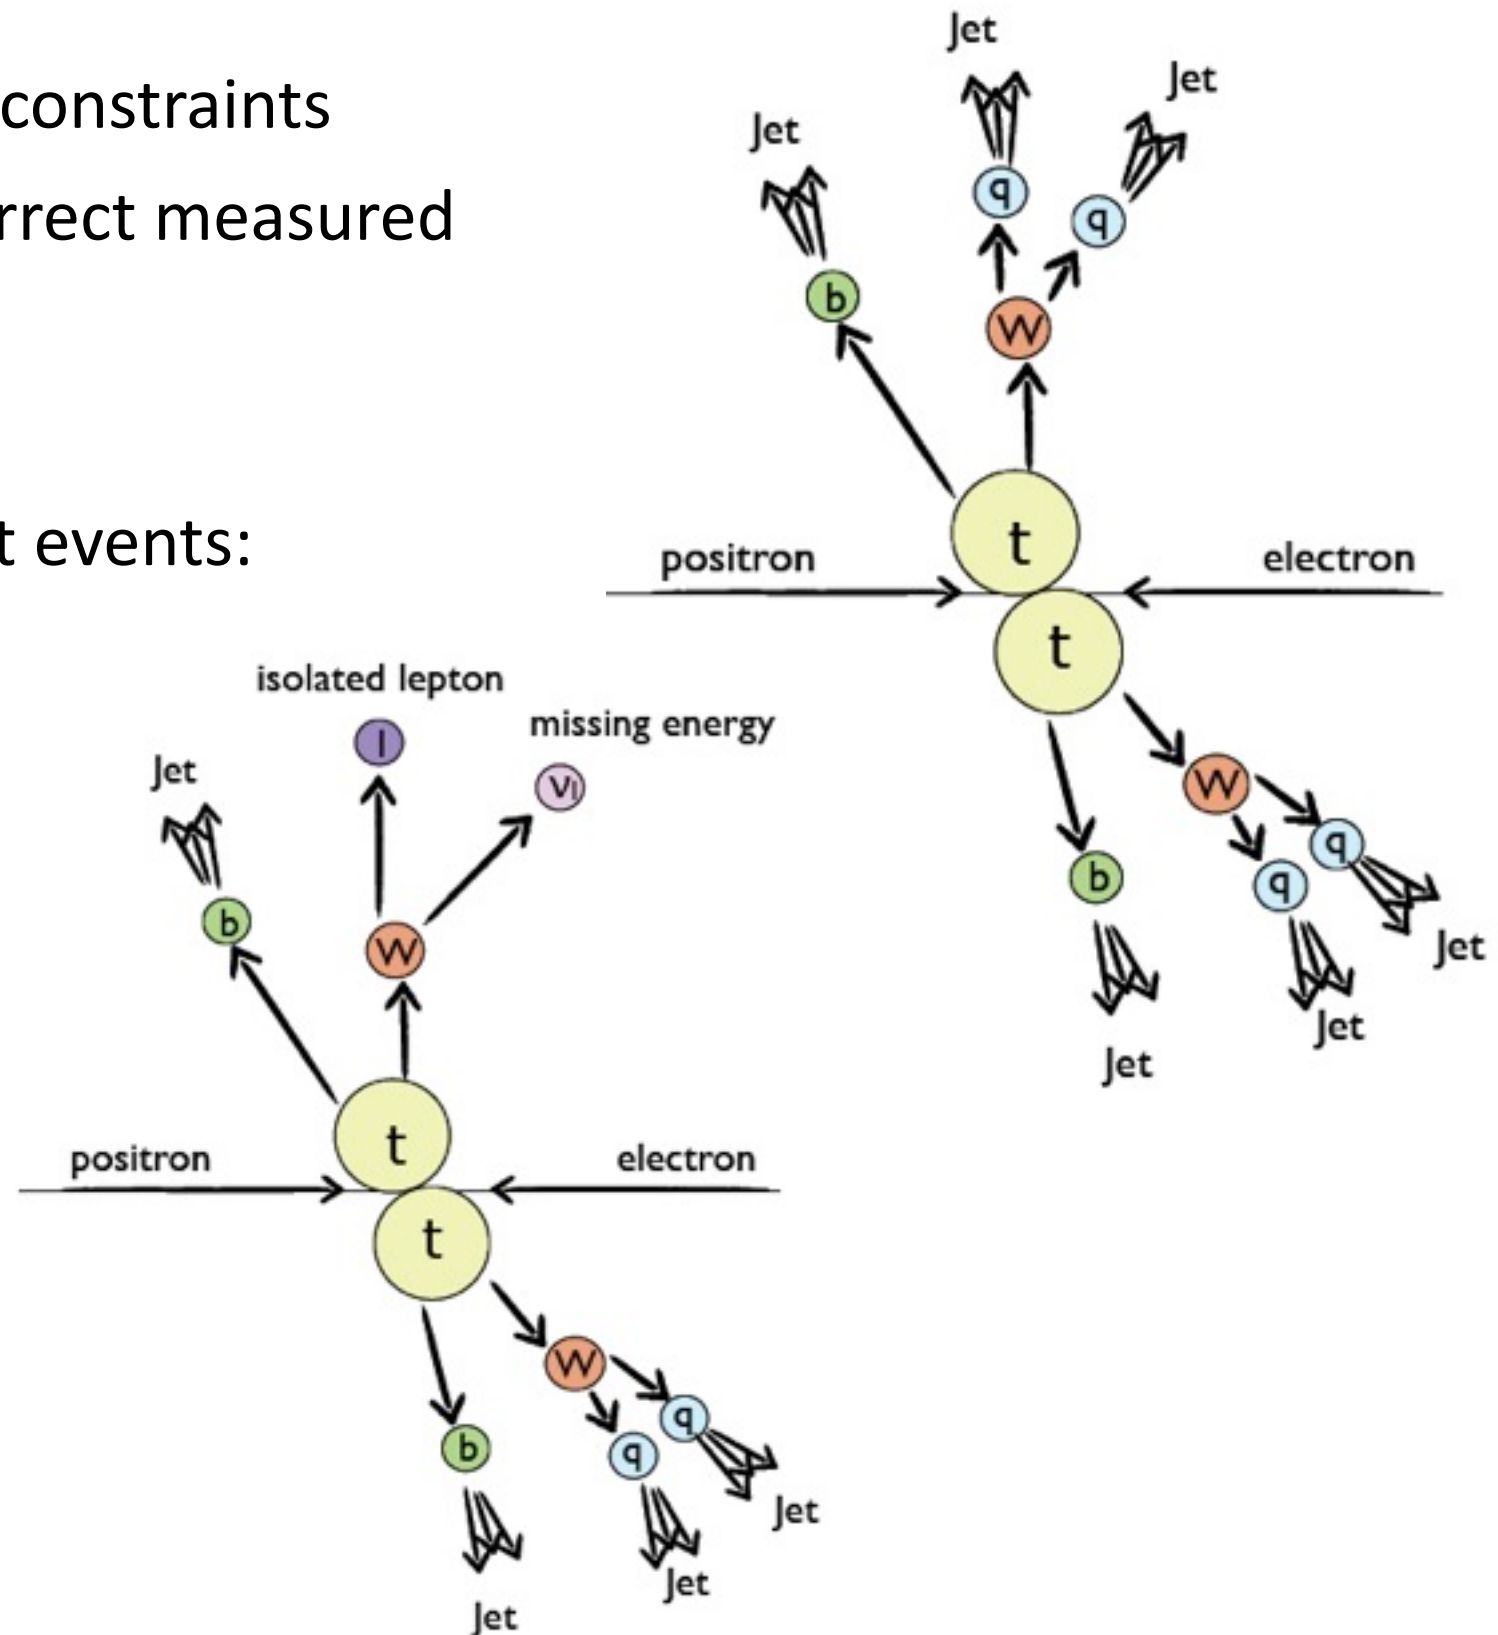 constraints
rrect measured
t events:
Jet
Jet
Jet
q
q
b
W
t
positron
electron
t
W
q
b
q
Jet
Jet
Jet
isolated lepton
missing energy
l
νl
Jet
b
W
t
positron
electron
t
W
q
b
q
Jet
Jet
Jet